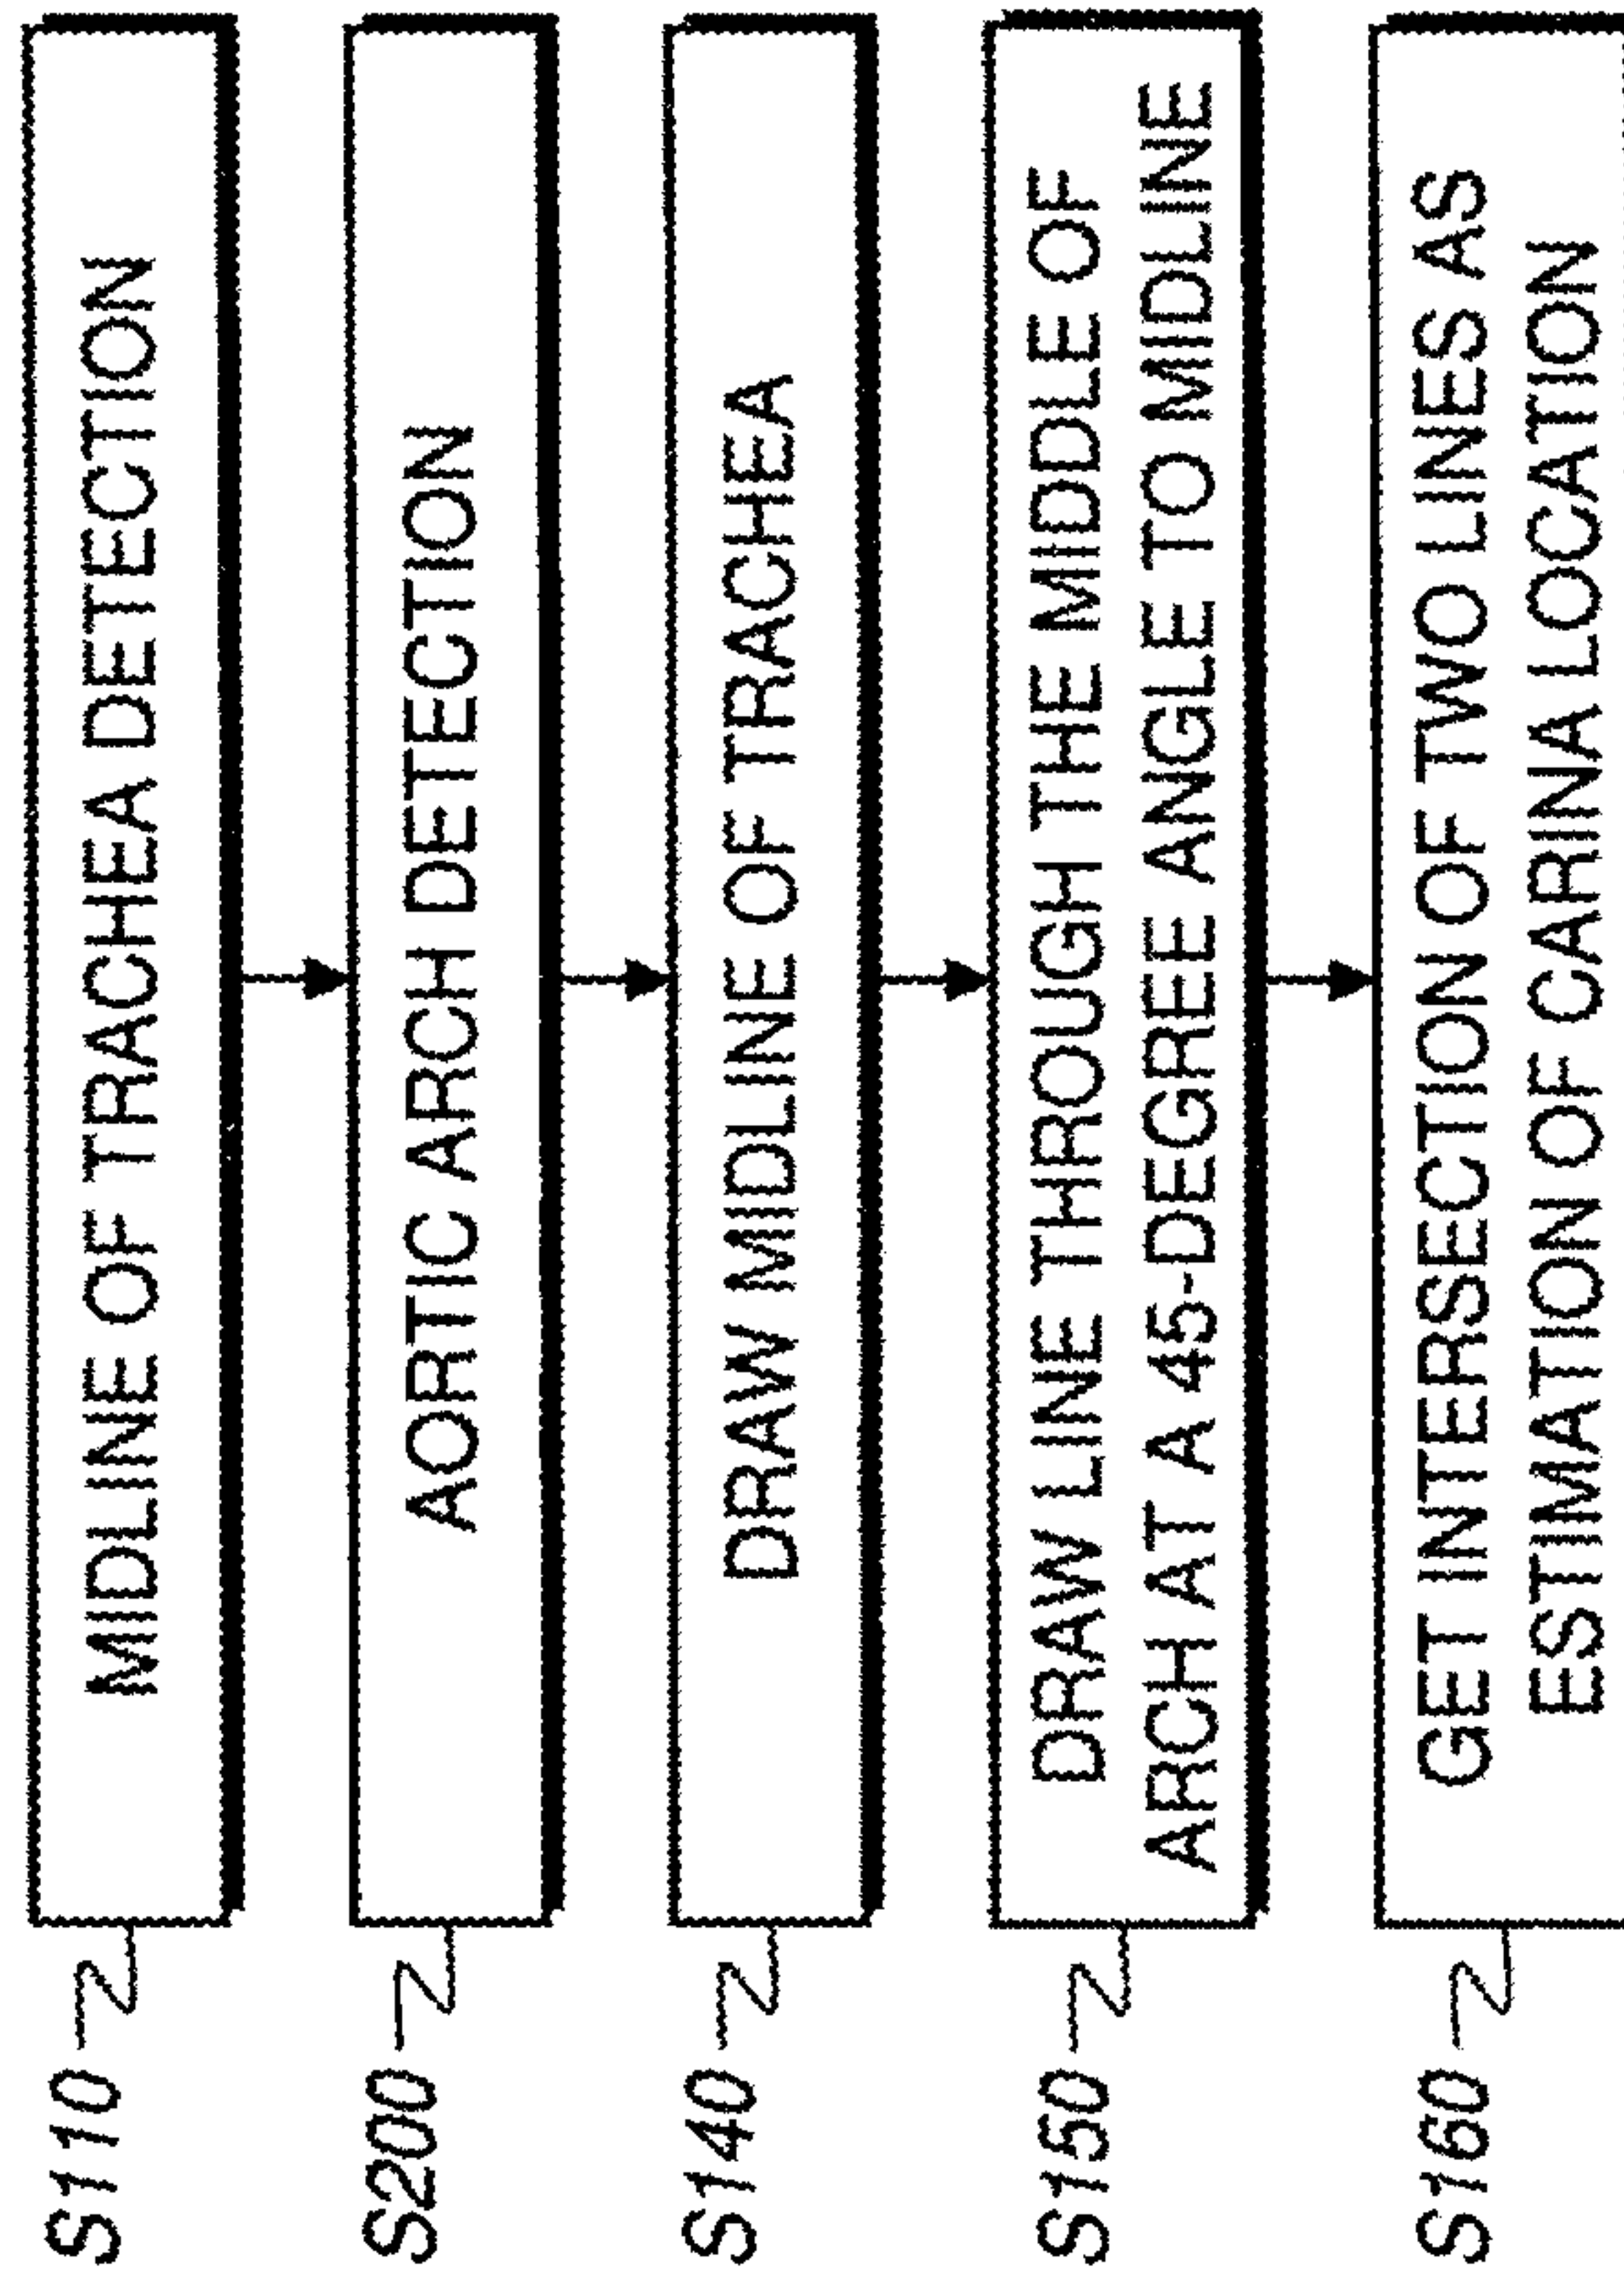 S110
MIDLINE OF TRACHEA DETECTION
S200
AORTIC ARCH DETECTION
S140
DRAW MIDLINE OF TRACHEA
S150
DRAW LINE THROUGH THE MIDDLE OF
ARCH AT A 45-DEGREE ANGLE TO MIDLINE
S160
GET INTERSECTION OF TWO LINES AS
ESTIMATION OF CARINA LOCATION